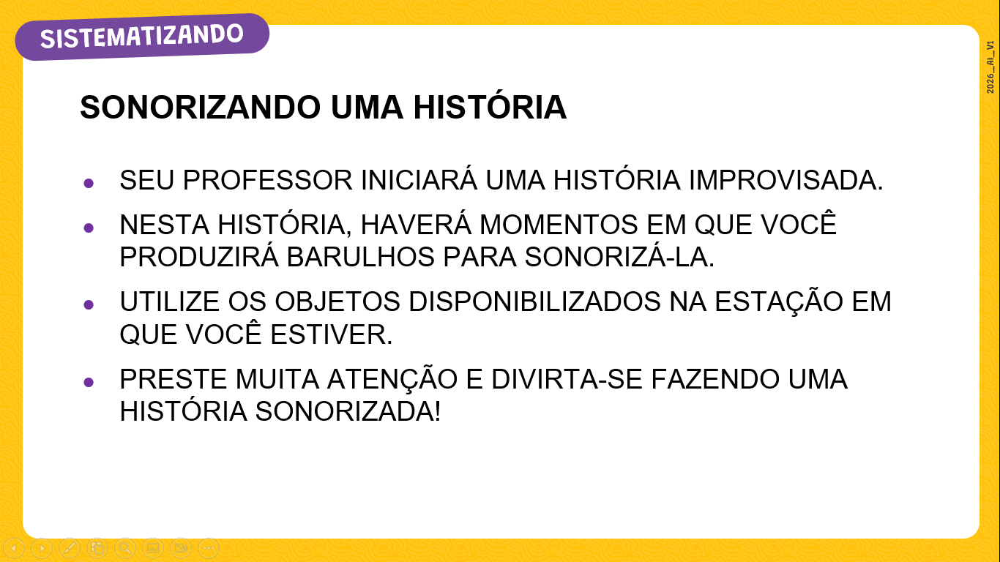 SISTEMATIZANDO
2026_AI_V1
SONORIZANDO UMA HISTÓRIA
● SEU PROFESSOR INICIARÁ UMA HISTÓRIA IMPROVISADA.
● NESTA HISTÓRIA, HAVERÁ MOMENTOS EM QUE VOCÊ
PRODUZIRÁ BARULHOS PARA SONORIZÁ-LA.
● UTILIZE OS OBJETOS DISPONIBILIZADOS NA ESTAÇÃO EM
QUE VOCÊ ESTIVER.
● PRESTE MUITA ATENÇÃO E DIVIRTA-SE FAZENDO UMA
HISTÓRIA SONORIZADA!